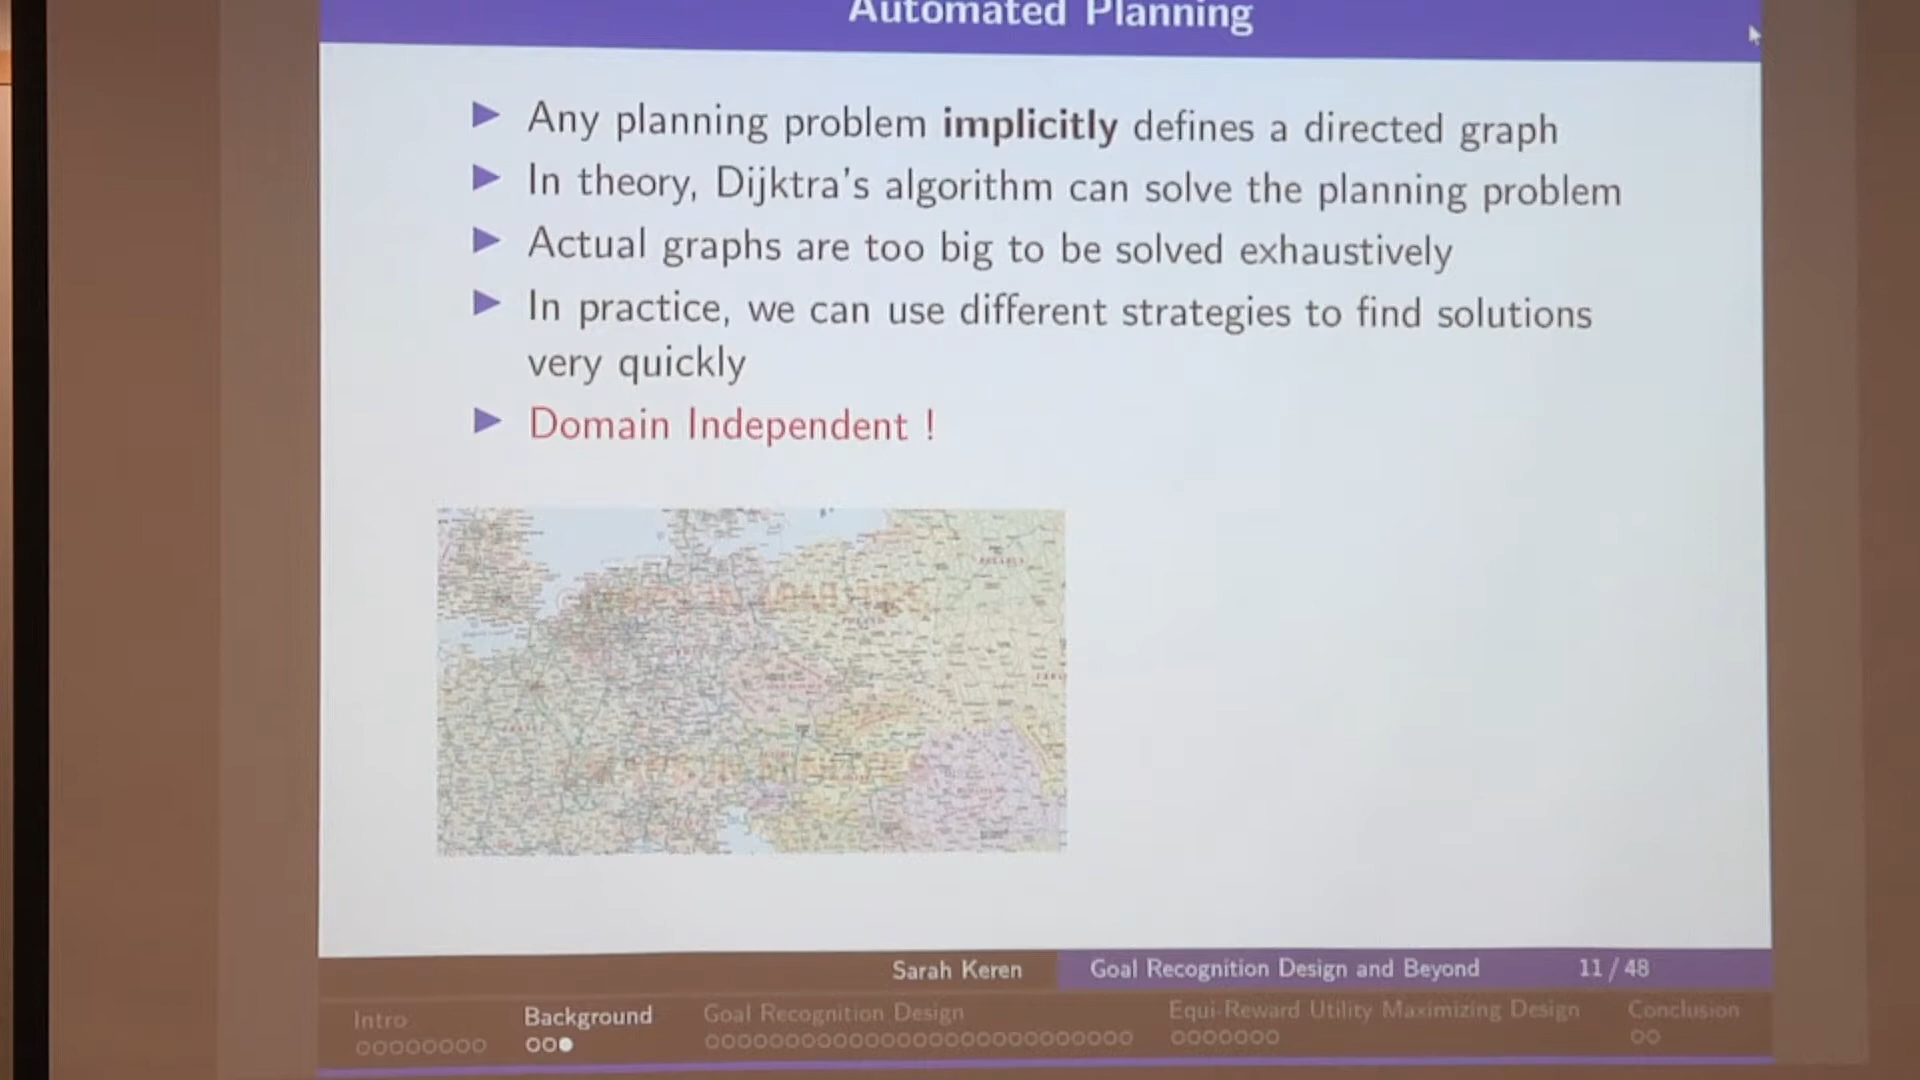 Automated Planning
Any planning problem implicitly defines a directed graph
In theory, Dijktra's algorithm can solve the planning problem
Actual graphs are too big to be solved exhaustively
In practice, we can use different strategies to find solutions
very quickly
Domain Independent !
Sarah Keren
Goal Recognition Design and Beyond
11 / 48
Intro
Background
Goal Recognition Design
Equi-Reward Utility Maximizing Design
Conclusion